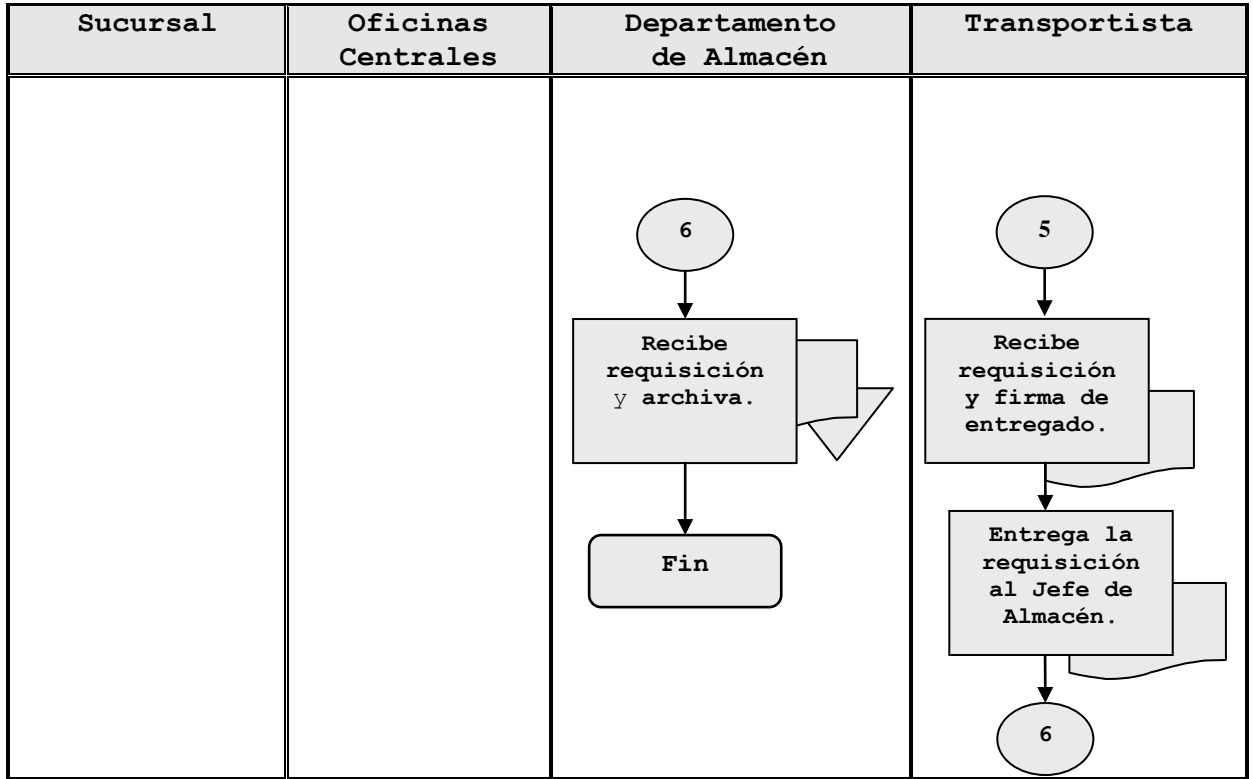 Sucursal
Oficinas
Centrales
Departamento
de Almacén
Transportista
6
Recibe
requisición
y archiva.
Fin
5
Recibe
requisición
y firma de
entregado.
Entrega la
requisición
al Jefe de
Almacén.
6